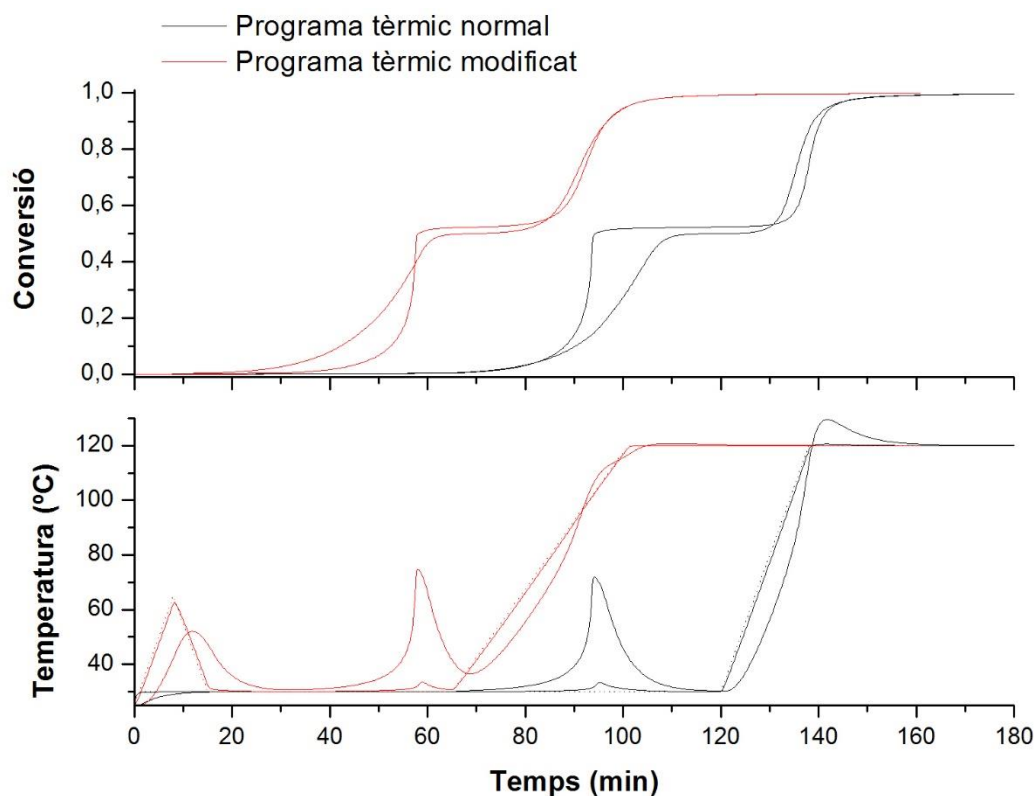 Programa tèrmic normal
Programa tèrmic modificat
1,0
0,8
0,6
0,4
0,2
0,0
Conversió
120
100
80
60
40
Temperatura (ºC)
0 20 40 60 80 100 120 140 160 180
Temps (min)